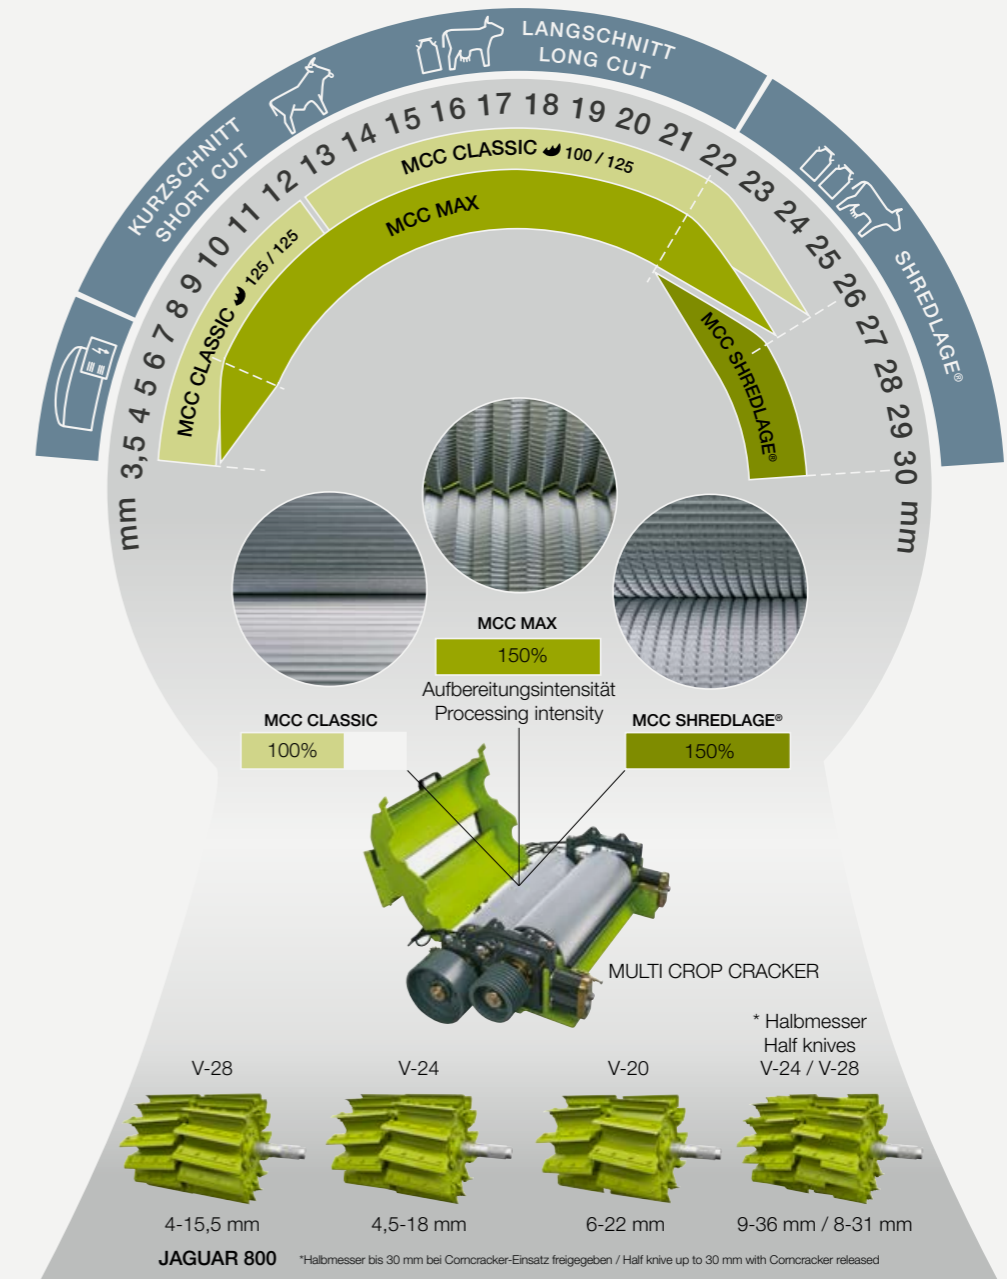 KURZSCHNITT
SHORT CUT
LANGSCHNITT
LONG CUT
SHREDLAGE®
mm 3,5 4 5 6 7 8 9 10 11 12 13 14 15 16 17 18 19 20 21 22 23 24 25 26 27 28 29 30 mm
MCC CLASSIC 125 / 125
MCC CLASSIC 100 / 125
MCC MAX
MCC SHREDLAGE®
MCC MAX
150%
Aufbereitungsintensität
Processing intensity
MCC CLASSIC
100%
MCC SHREDLAGE®
150%
MULTI CROP CRACKER
* Halbmesser
Half knives
V-28 V-24 V-20 V-24 / V-28
4-15,5 mm 4,5-18 mm 6-22 mm 9-36 mm / 8-31 mm
JAGUAR 800 *Halbmesser bis 30 mm bei Corncracker-Einsatz freigegeben / Half knive up to 30 mm with Corncracker released